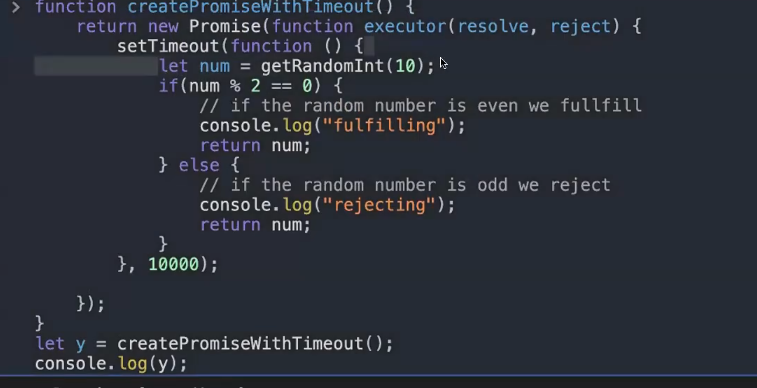 > function createPromiseWithTimeout() {
return new Promise(function executor(resolve, reject) {
setTimeout(function () {
let num = getRandomInt(10);
if(num % 2 == 0) {
// if the random number is even we fullfill
console.log("fulfilling");
return num;
} else {
// if the random number is odd we reject
console.log("rejecting");
return num;
}
}, 10000);
});
}
let y = createPromiseWithTimeout();
console.log(y);